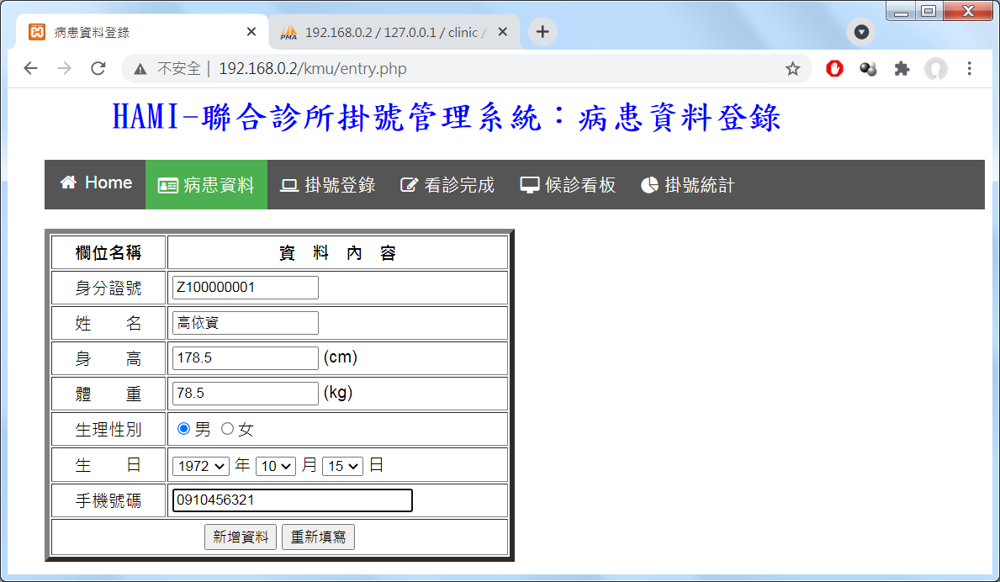 病患資料登錄
192.168.0.2 / 127.0.0.1 / clinic /
不安全 | 192.168.0.2/kmu/entry.php
HAMI-聯合診所掛號管理系統：病患資料登錄
Home 病患資料 掛號登錄 看診完成 候診看板 掛號統計
欄位名稱 資 料 內 容
身分證號 Z100000001
姓 名 高依資
身 高 178.5 (cm)
體 重 78.5 (kg)
生理性別 男 女
生 日 1972 年 10 月 15 日
手機號碼 0910456321
新增資料 重新填寫